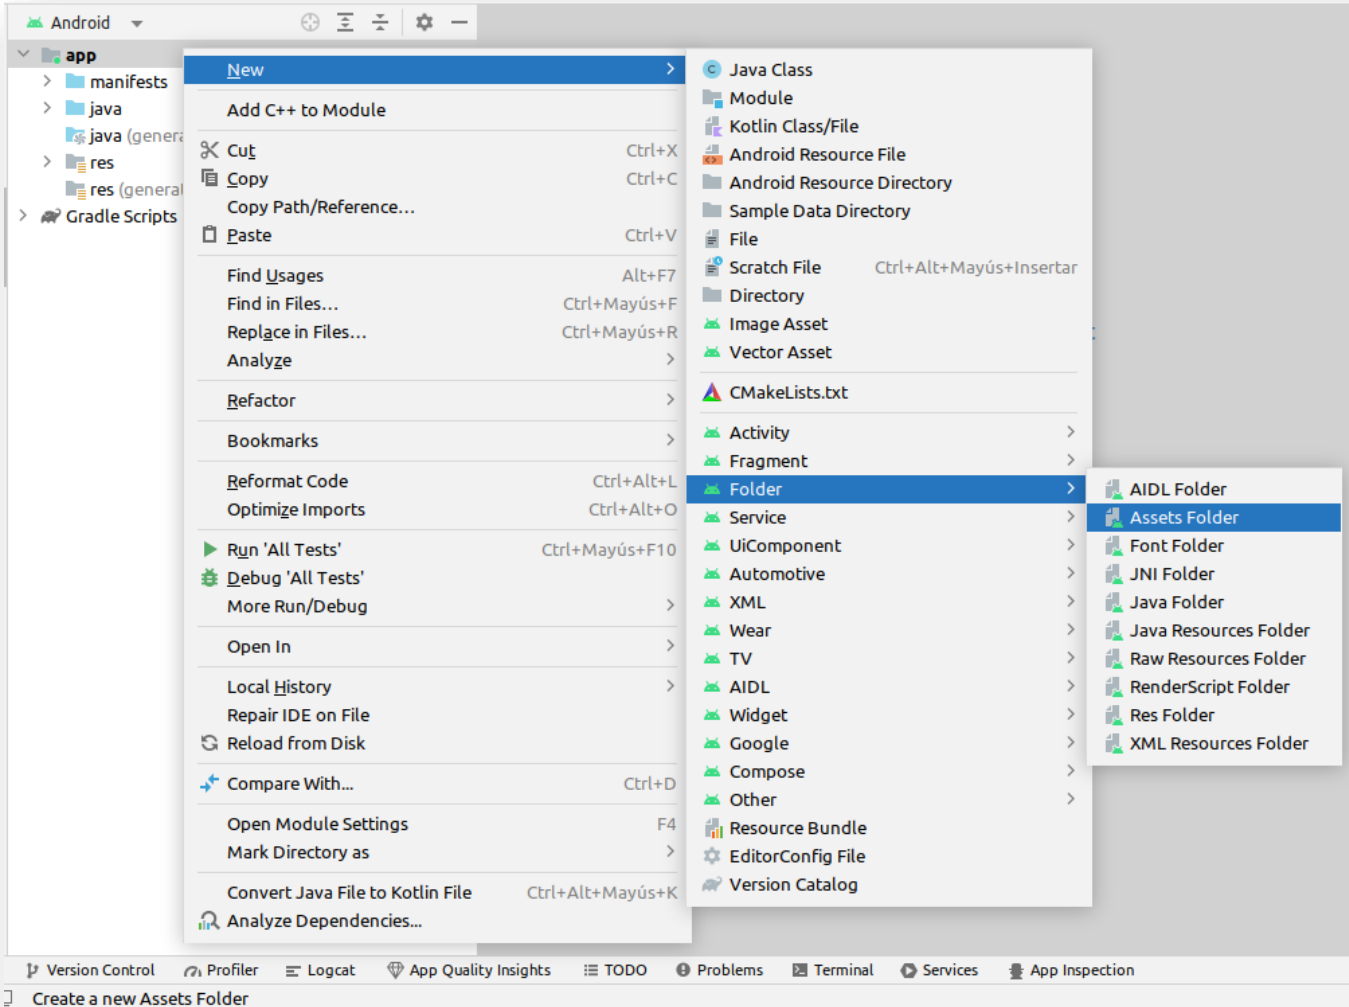 Android
app
manifests
java
java (genera
res
res (general
Gradle Scripts
New
Add C++ to Module
Cut Ctrl+X
Copy Ctrl+C
Copy Path/Reference...
Paste Ctrl+V
Find Usages Alt+F7
Find in Files... Ctrl+Mayús+F
Replace in Files... Ctrl+Mayús+R
Analyze
Refactor
Bookmarks
Reformat Code Ctrl+Alt+L
Optimize Imports Ctrl+Alt+O
Run 'All Tests' Ctrl+Mayús+F10
Debug 'All Tests'
More Run/Debug
Open In
Local History
Repair IDE on File
Reload from Disk
Compare With... Ctrl+D
Open Module Settings F4
Mark Directory as
Convert Java File to Kotlin File Ctrl+Alt+Mayús+K
Analyze Dependencies...
Java Class
Module
Kotlin Class/File
Android Resource File
Android Resource Directory
Sample Data Directory
File
Scratch File Ctrl+Alt+Mayús+Insertar
Directory
Image Asset
Vector Asset
CMakeLists.txt
Activity
Fragment
Folder
Service
UiComponent
Automotive
XML
Wear
TV
AIDL
Widget
Google
Compose
Other
Resource Bundle
EditorConfig File
Version Catalog
AIDL Folder
Assets Folder
Font Folder
JNI Folder
Java Folder
Java Resources Folder
Raw Resources Folder
RenderScript Folder
Res Folder
XML Resources Folder
Version Control Profiler Logcat App Quality Insights TODO Problems Terminal Services App Inspection
Create a new Assets Folder